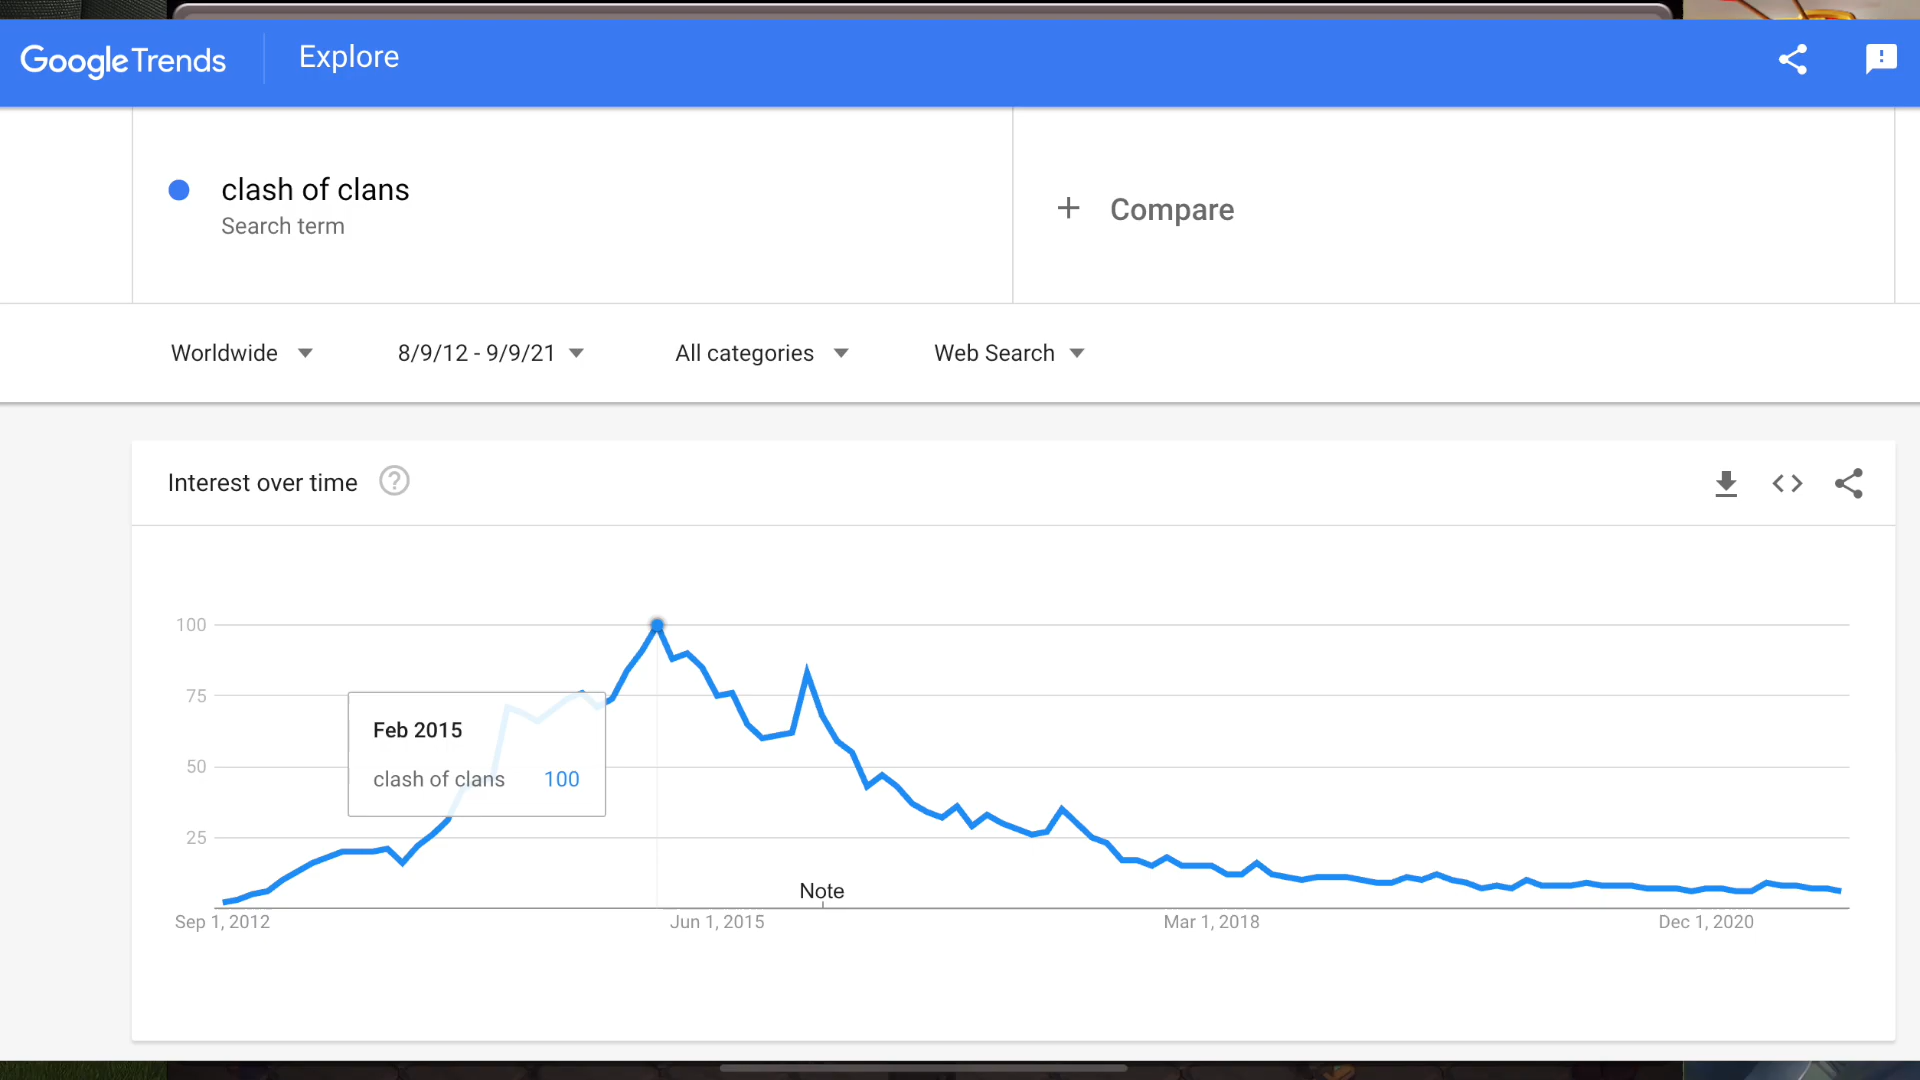 Google Trends Explore
clash of clans
Search term
+ Compare
Worldwide 8/9/12 - 9/9/21 All categories Web Search
Interest over time ?
100
75
50
25
Feb 2015
clash of clans 100
Note
Sep 1, 2012 Jun 1, 2015 Mar 1, 2018 Dec 1, 2020